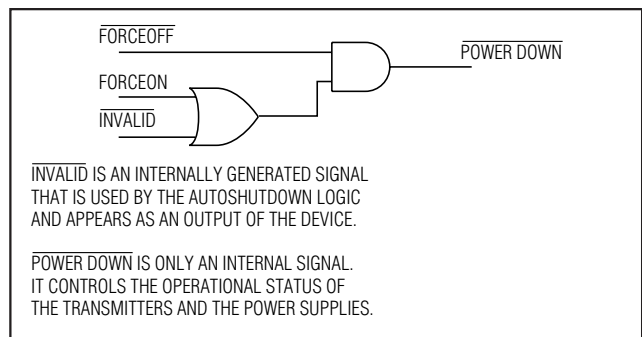 FORCEOFF
POWER DOWN
FORCEON
INVALID
INVALID IS AN INTERNALLY GENERATED SIGNAL
THAT IS USED BY THE AUTOSHUTDOWN LOGIC
AND APPEARS AS AN OUTPUT OF THE DEVICE.
POWER DOWN IS ONLY AN INTERNAL SIGNAL.
IT CONTROLS THE OPERATIONAL STATUS OF
THE TRANSMITTERS AND THE POWER SUPPLIES.